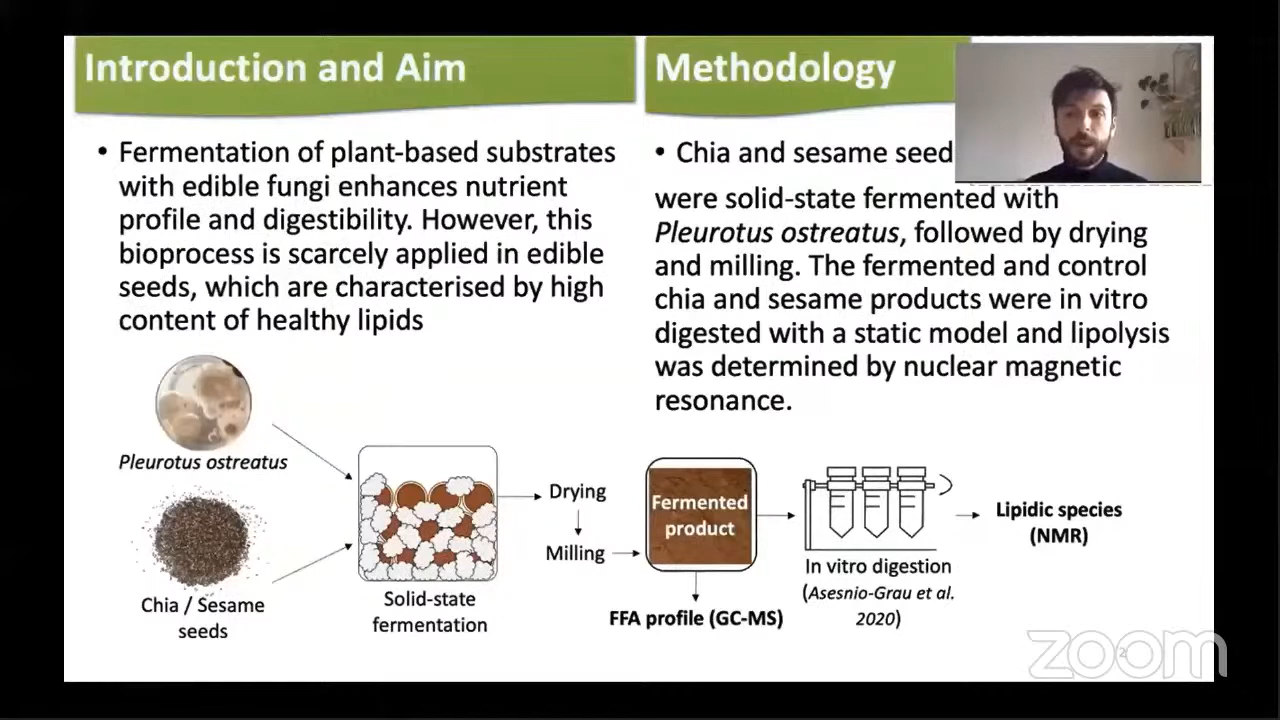 Introduction and Aim
• Fermentation of plant-based substrates
with edible fungi enhances nutrient
profile and digestibility. However, this
bioprocess is scarcely applied in edible
seeds, which are characterised by high
content of healthy lipids
Methodology
• Chia and sesame seed
were solid-state fermented with
Pleurotus ostreatus, followed by drying
and milling. The fermented and control
chia and sesame products were in vitro
digested with a static model and lipolysis
was determined by nuclear magnetic
resonance.
Pleurotus ostreatus
Chia / Sesame
seeds
Solid-state
fermentation
Drying
Milling
Fermented
product
FFA profile (GC-MS)
In vitro digestion
(Asesnio-Grau et al.
2020)
Lipidic species
(NMR)
zoom
2